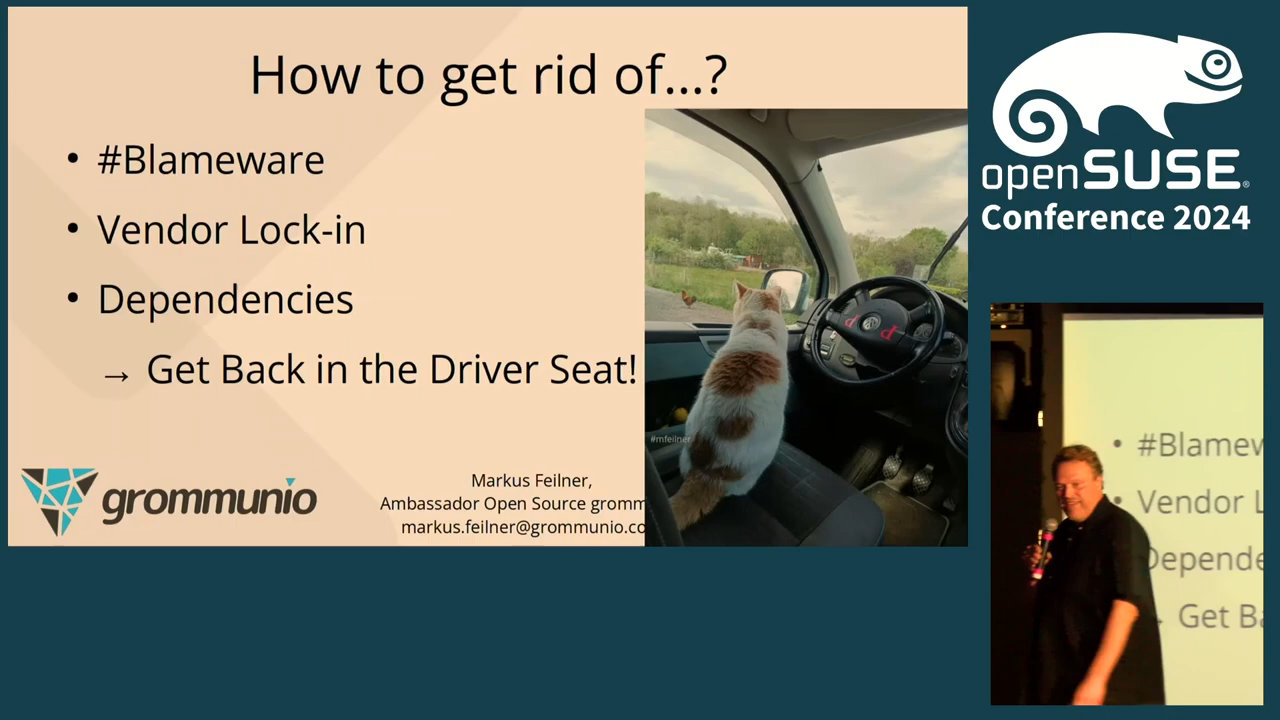 How to get rid of...?
• #Blameware
• Vendor Lock-in
• Dependencies
→ Get Back in the Driver Seat!
#mfeilner
grommunio
Markus Feilner,
Ambassador Open Source gromm
markus.feilner@grommunio.co
openSUSE®
Conference 2024
• #Blamew
• Vendor L
Depende
Get Ba